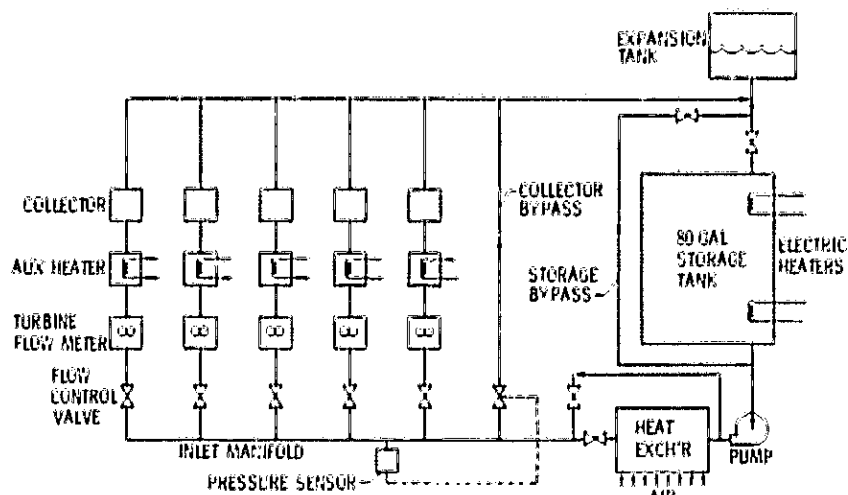 EXPANSION
TANK
COLLECTOR
COLLECTOR
BYPASS
80 GAL
STORAGE
TANK
ELECTRIC
HEATERS
AUX HEATER
STORAGE
BYPASS
TURBINE
FLOW METER
FLOW
CONTROL
VALVE
INLET MANIFOLD
PRESSURE SENSOR
HEAT
EXCH'R
PUMP
AIR